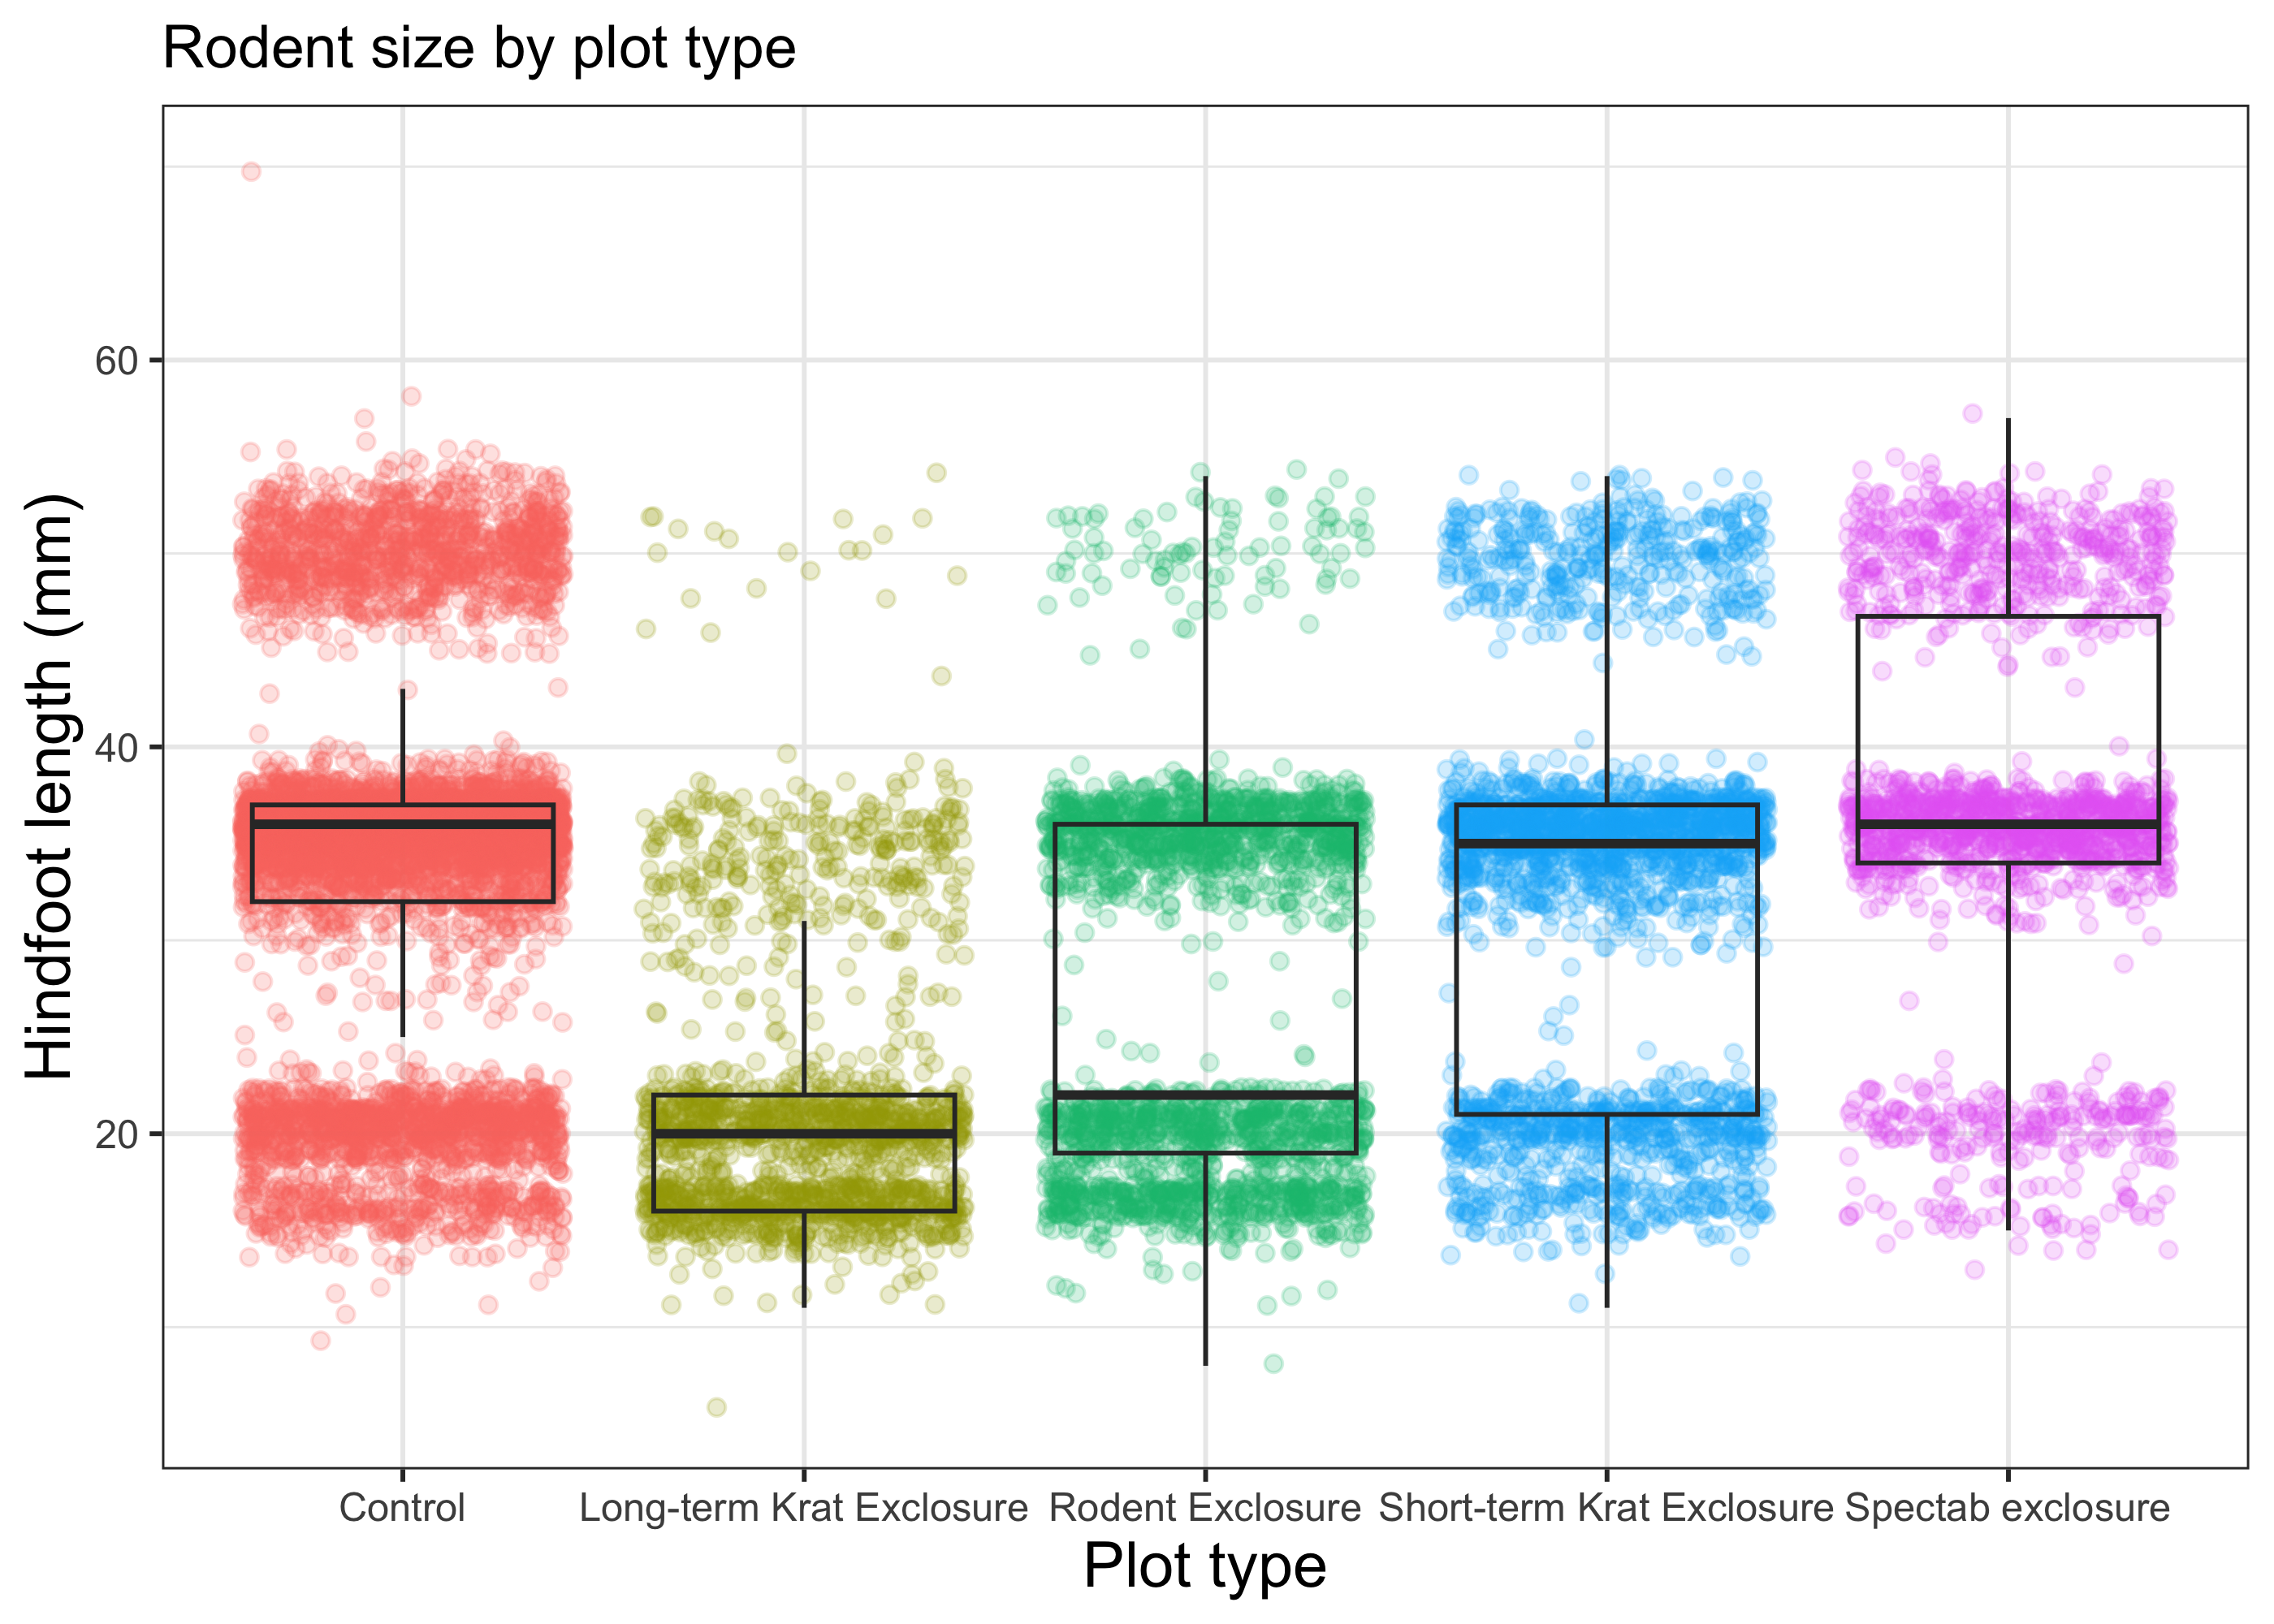 Rodent size by plot type
Hindfoot length (mm)
60
40
20
Control
Long-term Krat Exclosure
Rodent Exclosure
Short-term Krat Exclosure
Spectab exclosure
Plot type